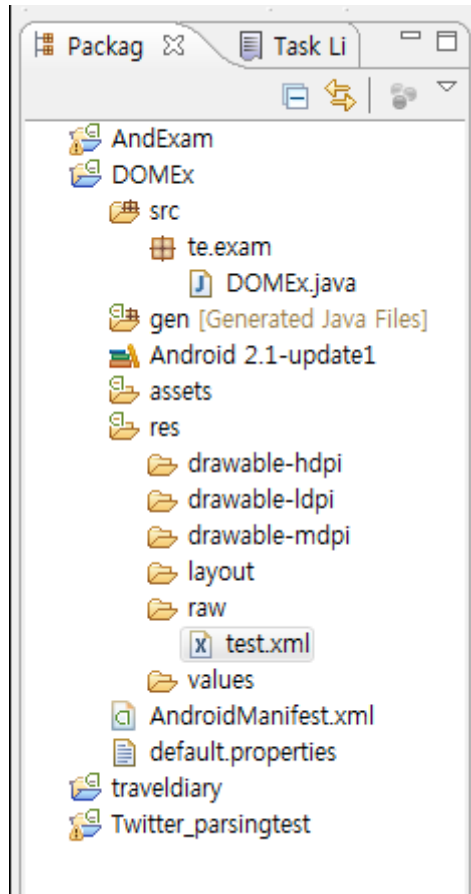 Packag Task Li
AndExam
DOMEx
src
te.exam
DOMEx.java
gen [Generated Java Files]
Android 2.1-update1
assets
res
drawable-hdpi
drawable-ldpi
drawable-mdpi
layout
raw
test.xml
values
AndroidManifest.xml
default.properties
traveldiary
Twitter_parsingtest